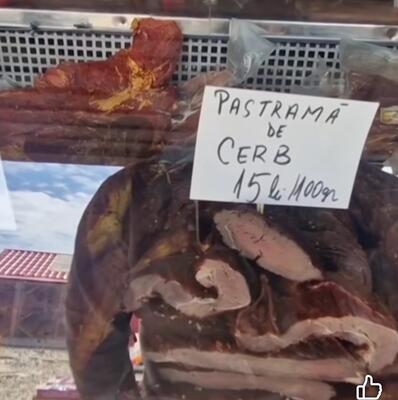 PASTRAMĂ
DE
CERB
15 lei/100gr